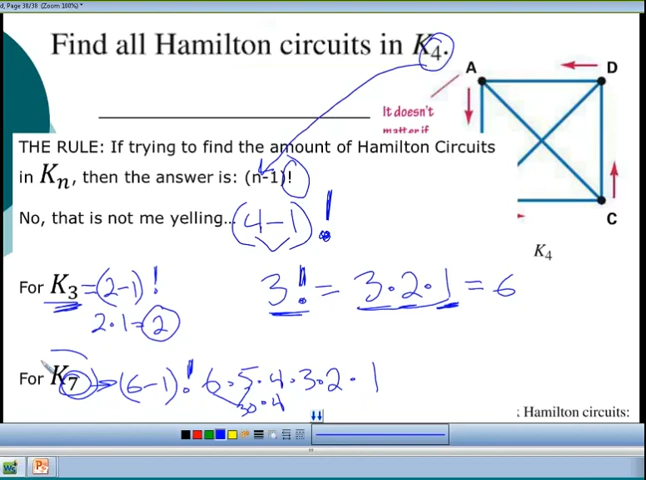 d, Page 38/38 (Zoom 100%) *
Find all Hamilton circuits in K₄.
A
D
It doesn't
matter if
THE RULE: If trying to find the amount of Hamilton Circuits
in Kₙ, then the answer is: (n-1)!
No, that is not me yelling...
(4-1)!
C
K₄
For K₃=(2-1)!
3! = 3·2·1 = 6
2·1=2
For K₇ (6-1)! 6·5·4·3·2·1
30·4
: Hamilton circuits: